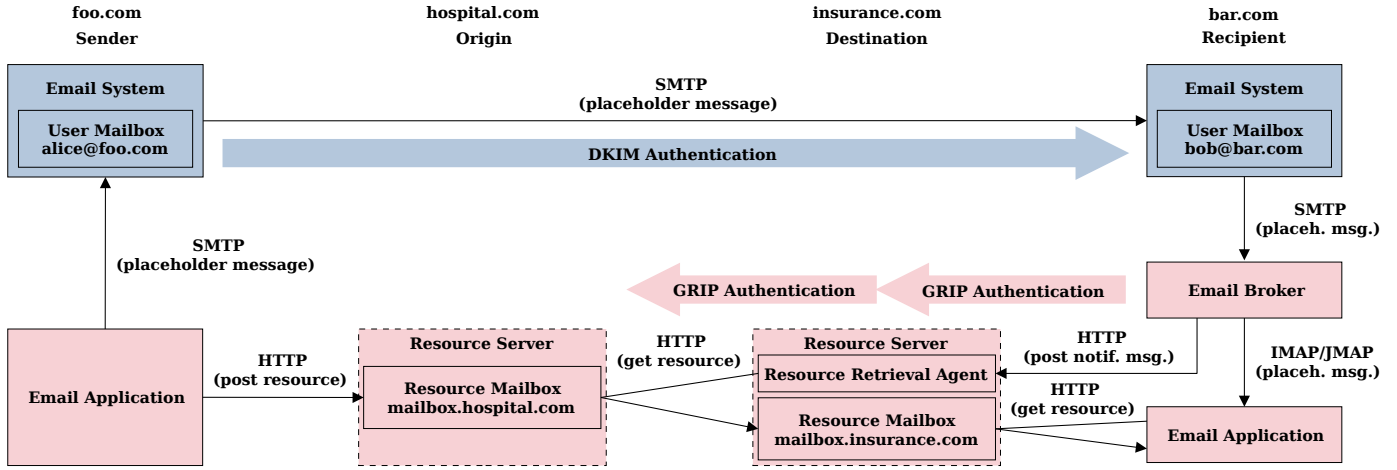 foo.com
Sender
hospital.com
Origin
insurance.com
Destination
bar.com
Recipient
Email System
User Mailbox
alice@foo.com
SMTP
(placeholder message)
DKIM Authentication
Email System
User Mailbox
bob@bar.com
SMTP
(placeholder message)
SMTP
(placeh. msg.)
GRIP Authentication
GRIP Authentication
Email Broker
Email Application
HTTP
(post resource)
Resource Server
Resource Mailbox
mailbox.hospital.com
HTTP
(get resource)
Resource Server
Resource Retrieval Agent
Resource Mailbox
mailbox.insurance.com
HTTP
(post notif. msg.)
HTTP
(get resource)
IMAP/JMAP
(placeh. msg.)
Email Application